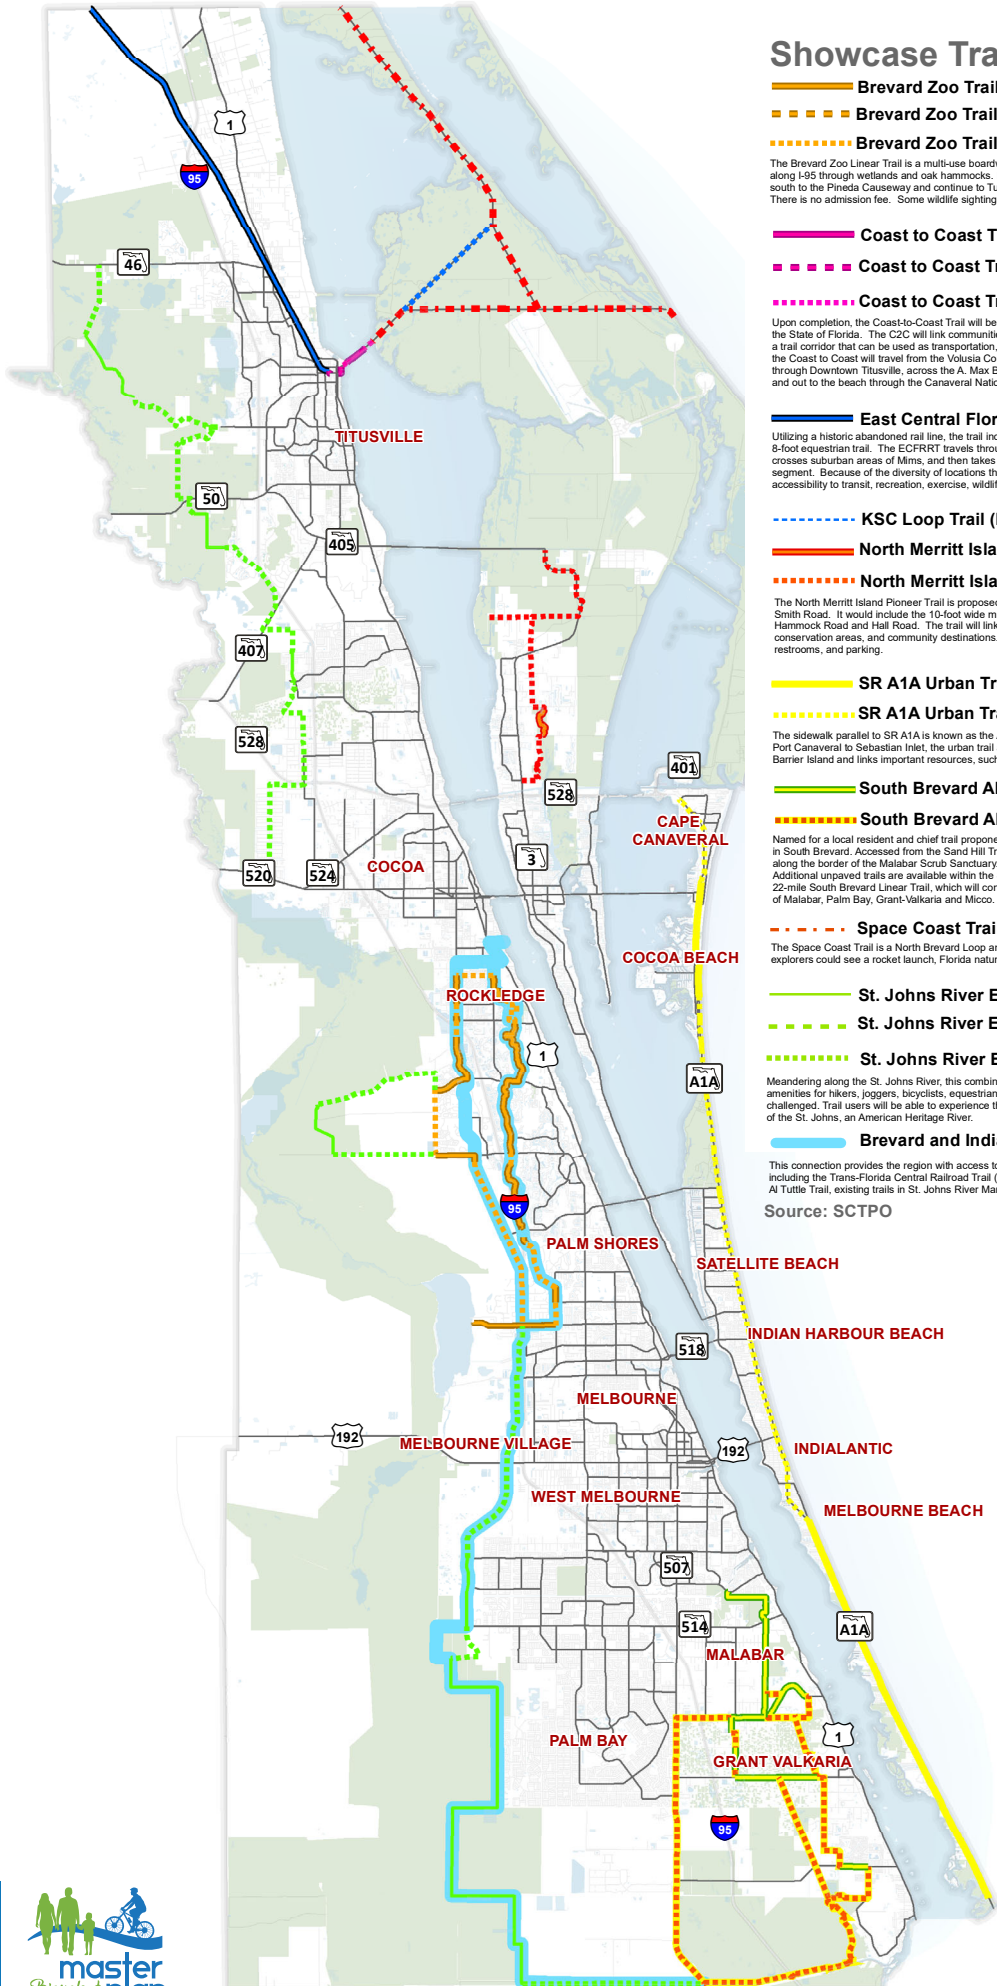 Showcase Tra
Brevard Zoo Trail
Brevard Zoo Trail
Brevard Zoo Trail
The Brevard Zoo Linear Trail is a multi-use boardw
along I-95 through wetlands and oak hammocks.
south to the Pineda Causeway and continue to Tu
There is no admission fee.  Some wildlife sighting
Coast to Coast T
Coast to Coast Tr
Coast to Coast Tr
Upon completion, the Coast-to-Coast Trail will be
the State of Florida.  The C2C will link communitie
a trail corridor that can be used as transportation,
the Coast to Coast will travel from the Volusia Co
through Downtown Titusville, across the A. Max B
and out to the beach through the Canaveral Natio
East Central Flor
Utilizing a historic abandoned rail line, the trail inc
8-foot equestrian trail.  The ECFRRT travels throu
crosses suburban areas of Mims, and then takes
segment.  Because of the diversity of locations th
accessibility to transit, recreation, exercise, wildlif
KSC Loop Trail (
North Merritt Isla
North Merritt Isla
The North Merritt Island Pioneer Trail is proposed
Smith Road.  It would include the 10-foot wide m
Hammock Road and Hall Road.  The trail will link
conservation areas, and community destinations.
restrooms, and parking.
SR A1A Urban Tr
SR A1A Urban Tra
The sidewalk parallel to SR A1A is known as the
Port Canaveral to Sebastian Inlet, the urban trail
Barrier Island and links important resources, such
South Brevard Al
South Brevard Al
Named for a local resident and chief trail propone
in South Brevard. Accessed from the Sand Hill Tr
along the border of the Malabar Scrub Sanctuary.
Additional unpaved trails are available within the
22-mile South Brevard Linear Trail, which will con
of Malabar, Palm Bay, Grant-Valkaria and Micco.
Space Coast Trai
The Space Coast Trail is a North Brevard Loop an
explorers could see a rocket launch, Florida natur
St. Johns River E
St. Johns River E
St. Johns River E
Meandering along the St. Johns River, this combin
amenities for hikers, joggers, bicyclists, equestrian
challenged. Trail users will be able to experience th
of the St. Johns, an American Heritage River.
Brevard and India
This connection provides the region with access to
including the Trans-Florida Central Railroad Trail (
Al Tuttle Trail, existing trails in St. Johns River Man
Source: SCTPO
1
95
46
TITUSVILLE
50
405
407
528
401
528
CAPE
CANAVERAL
3
520
524
COCOA
COCOA BEACH
ROCKLEDGE
1
A1A
95
PALM SHORES
SATELLITE BEACH
INDIAN HARBOUR BEACH
518
MELBOURNE
192
MELBOURNE VILLAGE
192
INDIALANTIC
WEST MELBOURNE
MELBOURNE BEACH
507
514
A1A
MALABAR
PALM BAY
1
GRANT VALKARIA
95
master
plan